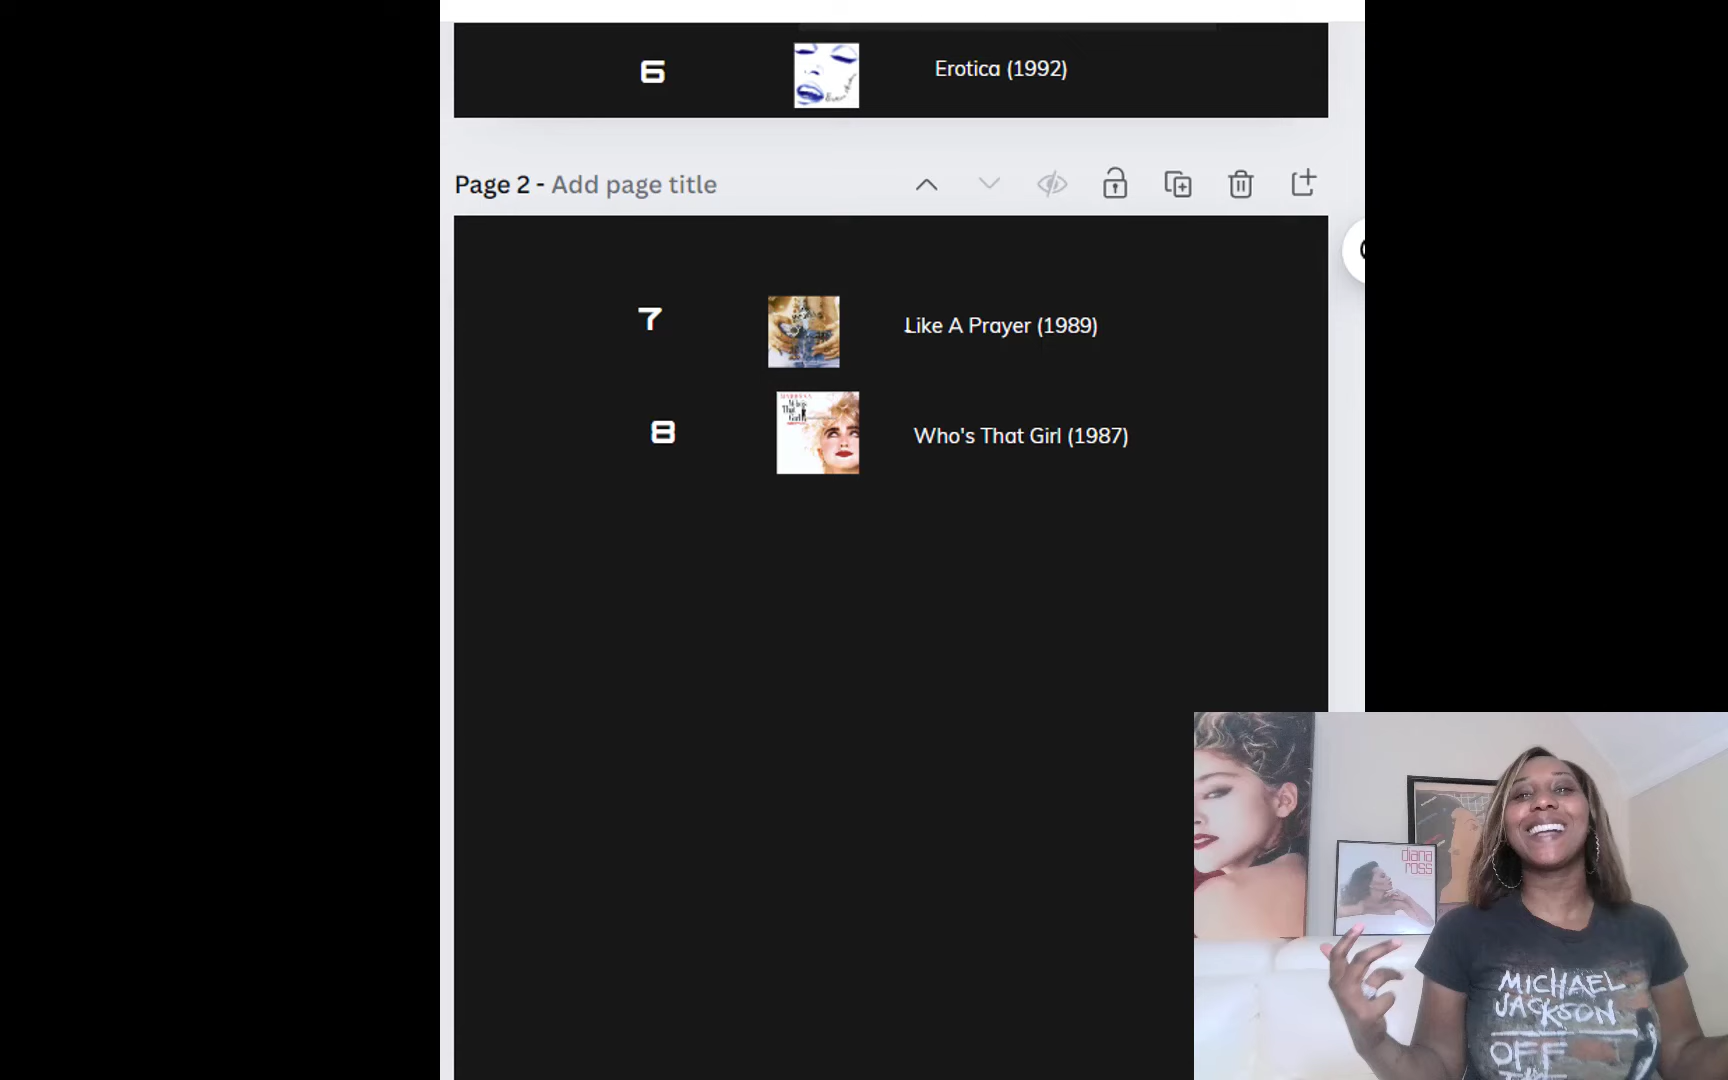 6
Erotica (1992)
Page 2 - Add page title
7
Like A Prayer (1989)
8
Who's That Girl (1987)
diana
ross
MICHAEL
JACKSON
OFF